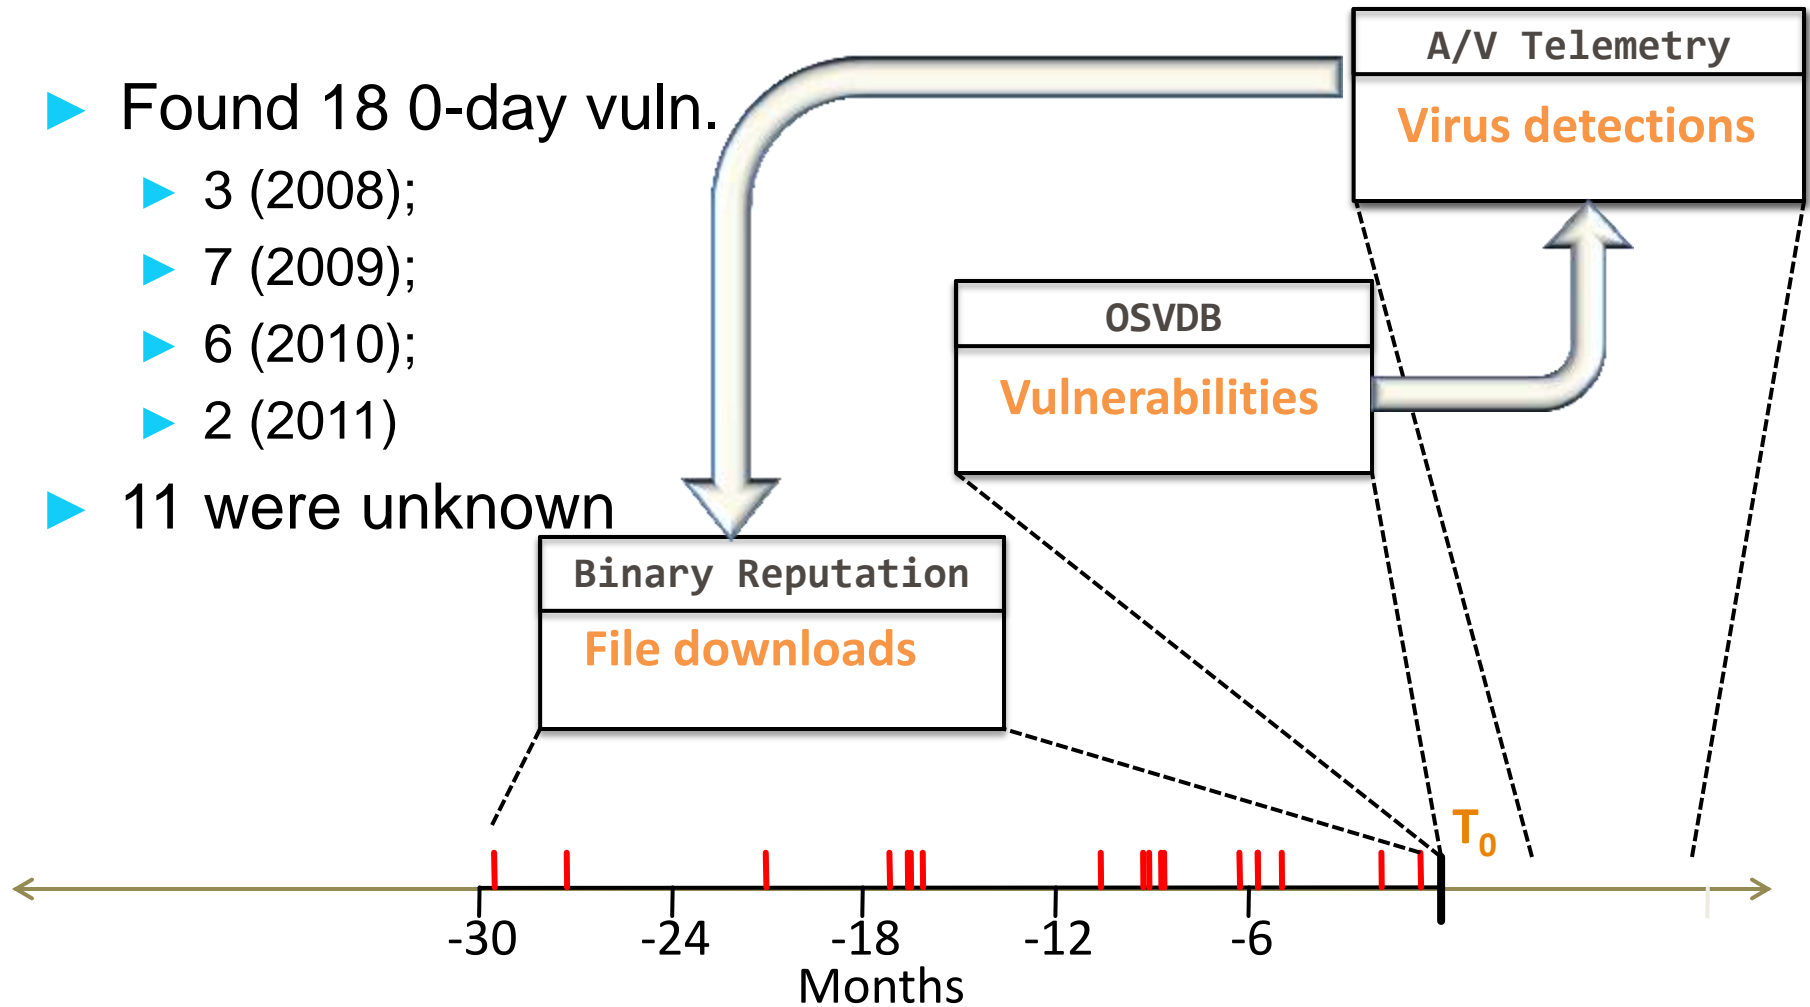 Found 18 0-day vuln.
3 (2008);
7 (2009);
6 (2010);
2 (2011)
11 were unknown
A/V Telemetry
Virus detections
OSVDB
Vulnerabilities
Binary Reputation
File downloads
T0
-30 -24 -18 -12 -6
Months